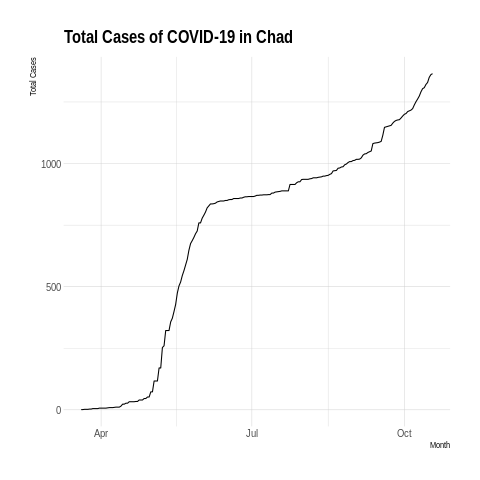 Total Cases of COVID-19 in Chad
Total Cases
1000
500
0
Apr
Jul
Oct
Month